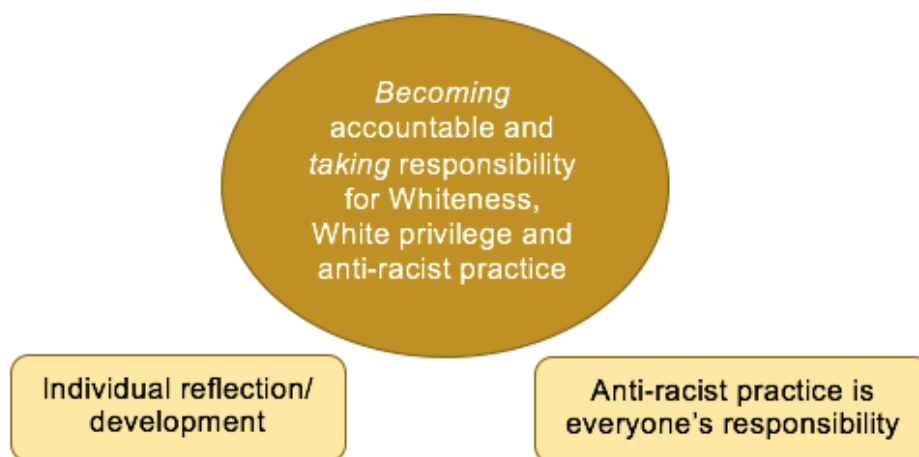 Becoming
accountable and
taking responsibility
for Whiteness,
White privilege and
anti-racist practice
Individual reflection/
development
Anti-racist practice is
everyone’s responsibility